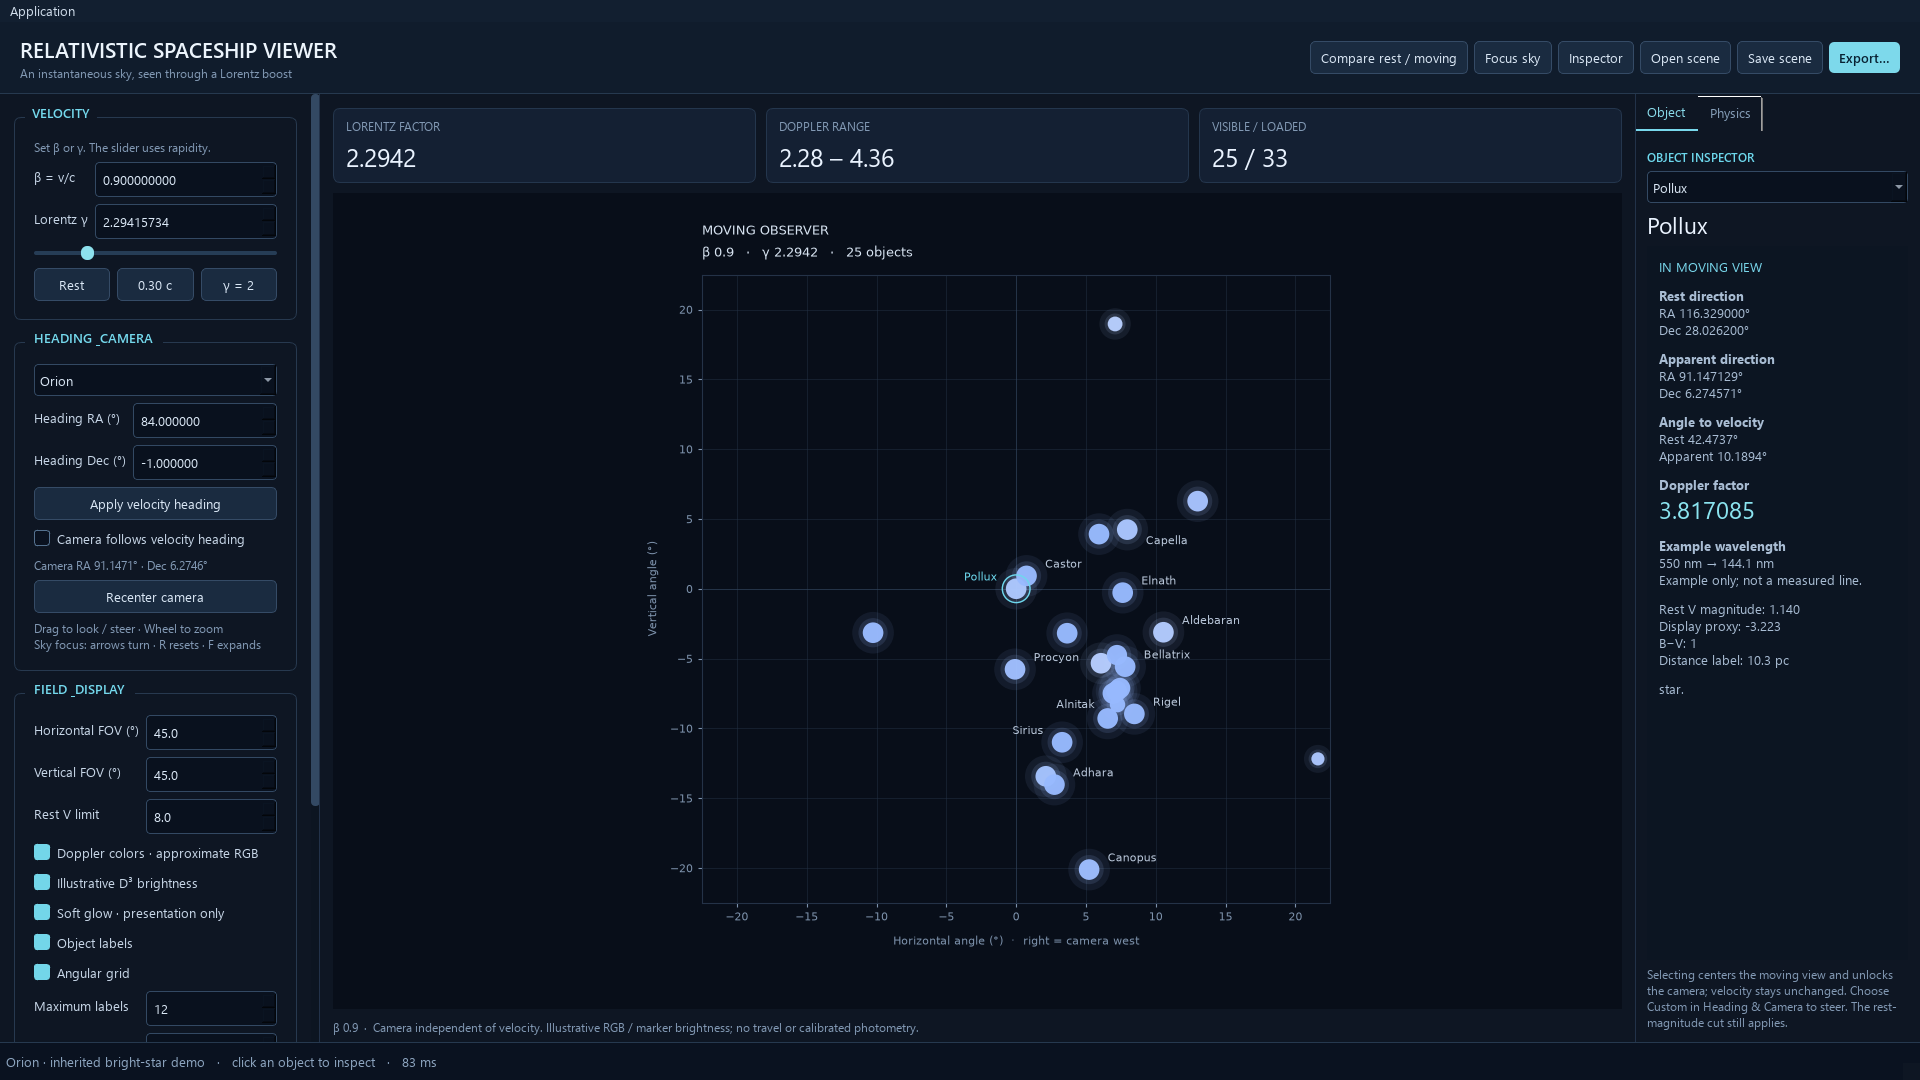 Application
RELATIVISTIC SPACESHIP VIEWER
An instantaneous sky, seen through a Lorentz boost
Compare rest / moving
Focus sky
Inspector
Open scene
Save scene
Export...
VELOCITY
Set β or γ. The slider uses rapidity.
β = v/c
0.900000000
Lorentz γ
2.29415734
Rest
0.30 c
γ = 2
HEADING _CAMERA
Orion
Heading RA (°)
84.000000
Heading Dec (°)
-1.000000
Apply velocity heading
Camera follows velocity heading
Camera RA 91.1471° · Dec 6.2746°
Recenter camera
Drag to look / steer · Wheel to zoom
Sky focus: arrows turn · R resets · F expands
FIELD _DISPLAY
Horizontal FOV (°)
45.0
Vertical FOV (°)
45.0
Rest V limit
8.0
Doppler colors · approximate RGB
Illustrative D³ brightness
Soft glow · presentation only
Object labels
Angular grid
Maximum labels
12
LORENTZ FACTOR
2.2942
DOPPLER RANGE
2.28 – 4.36
VISIBLE / LOADED
25 / 33
MOVING OBSERVER
β 0.9 · γ 2.2942 · 25 objects
20
15
10
5
0
−5
−10
−15
−20
Vertical angle (°)
Capella
Castor
Pollux
Elnath
Aldebaran
Procyon
Bellatrix
Alnitak
Rigel
Sirius
Adhara
Canopus
−20
−15
−10
−5
0
5
10
15
20
Horizontal angle (°) · right = camera west
β 0.9 · Camera independent of velocity. Illustrative RGB / marker brightness; no travel or calibrated photometry.
Object
Physics
OBJECT INSPECTOR
Pollux
Pollux
IN MOVING VIEW
Rest direction
RA 116.329000°
Dec 28.026200°
Apparent direction
RA 91.147129°
Dec 6.274571°
Angle to velocity
Rest 42.4737°
Apparent 10.1894°
Doppler factor
3.817085
Example wavelength
550 nm → 144.1 nm
Example only; not a measured line.
Rest V magnitude: 1.140
Display proxy: -3.223
B−V: 1
Distance label: 10.3 pc
star.
Selecting centers the moving view and unlocks
the camera; velocity stays unchanged. Choose
Custom in Heading & Camera to steer. The rest-
magnitude cut still applies.
Orion · inherited bright-star demo · click an object to inspect · 83 ms